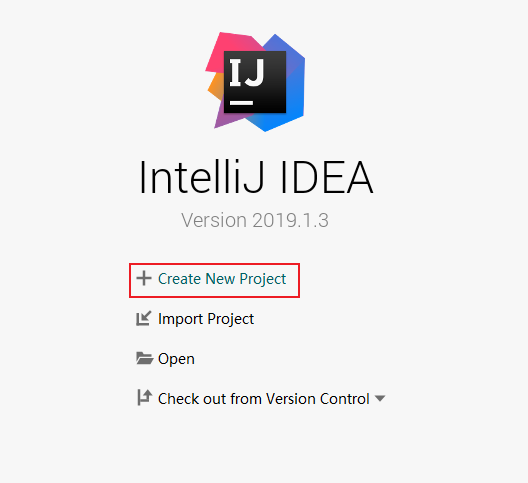 IJ
IntelliJ IDEA
Version 2019.1.3
Create New Project
Import Project
Open
Check out from Version Control